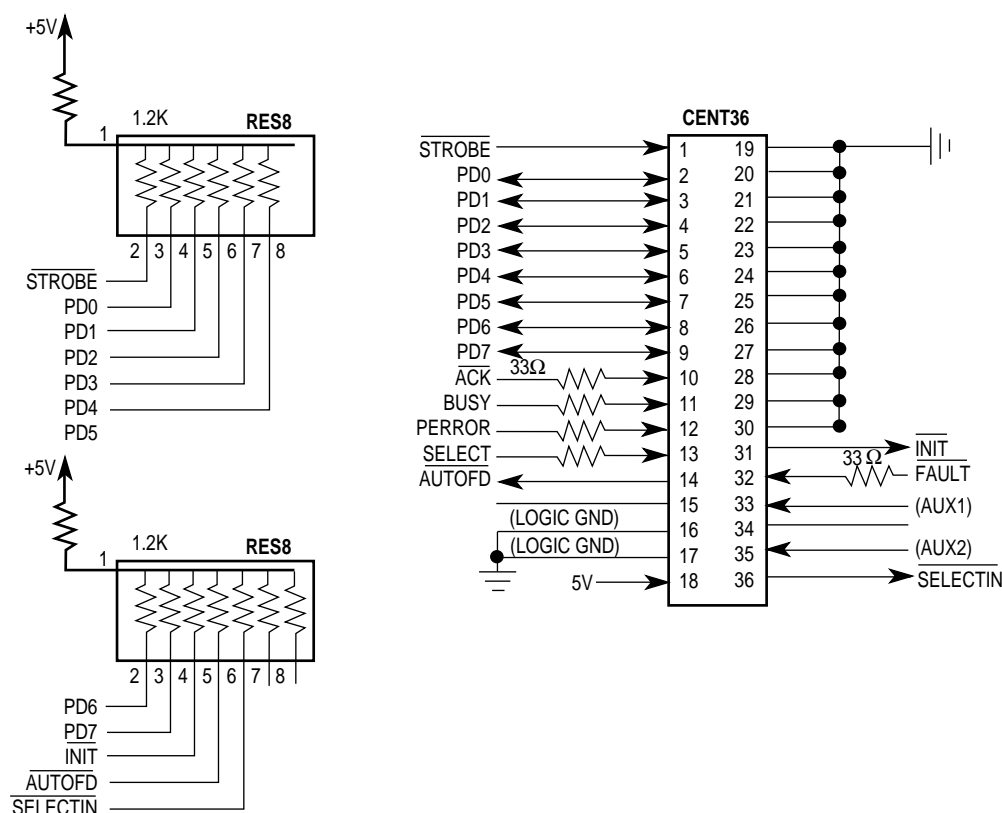 +5V
1.2K
1
RES8
2 3 4 5 6 7 8
STROBE
PD0
PD1
PD2
PD3
PD4
PD5
+5V
1.2K
1
RES8
2 3 4 5 6 7 8
PD6
PD7
INIT
AUTOFD
SELECTIN
CENT36
STROBE 1 19
PD0 2 20
PD1 3 21
PD2 4 22
PD3 5 23
PD4 6 24
PD5 7 25
PD6 8 26
PD7 9 27
ACK 33Ω 10 28
BUSY 11 29
PERROR 12 30
SELECT 13 31 INIT
AUTOFD 14 32 33 Ω FAULT
15 33 (AUX1)
(LOGIC GND) 16 34
(LOGIC GND) 17 35 (AUX2)
5V 18 36 SELECTIN